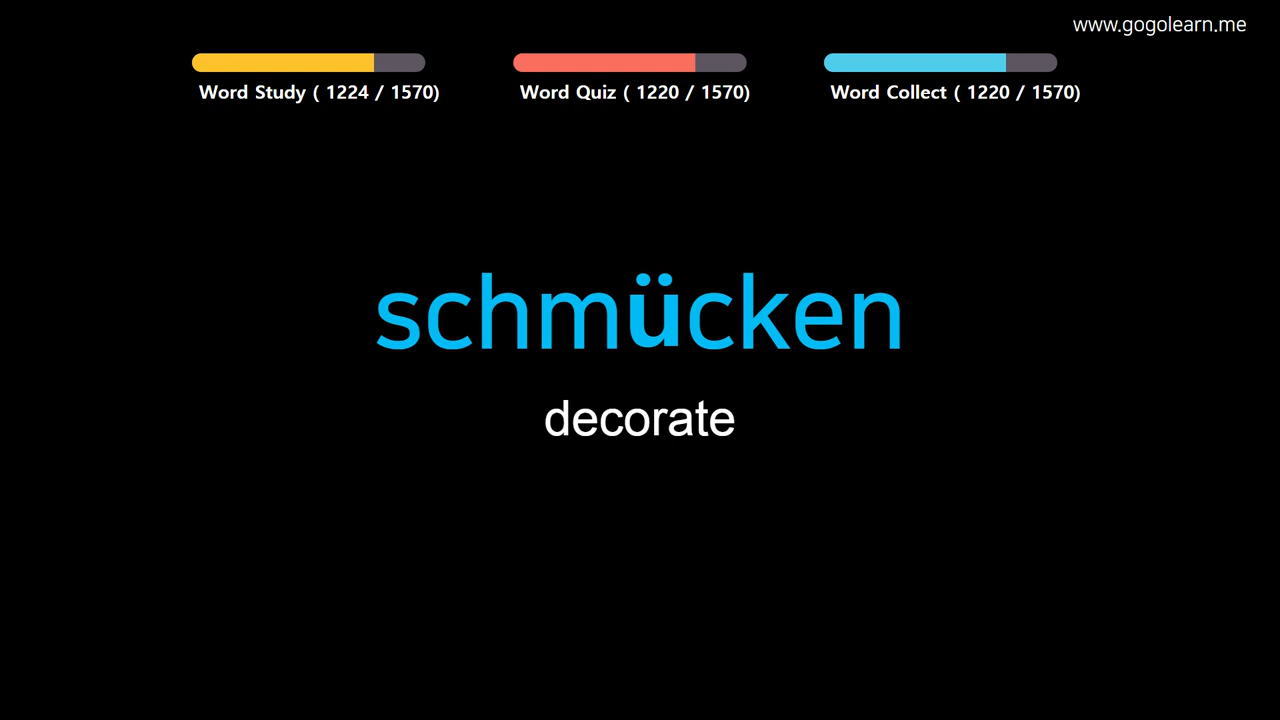 www.gogolearn.me
Word Study ( 1224 / 1570)
Word Quiz ( 1220 / 1570)
Word Collect ( 1220 / 1570)
schmücken
decorate